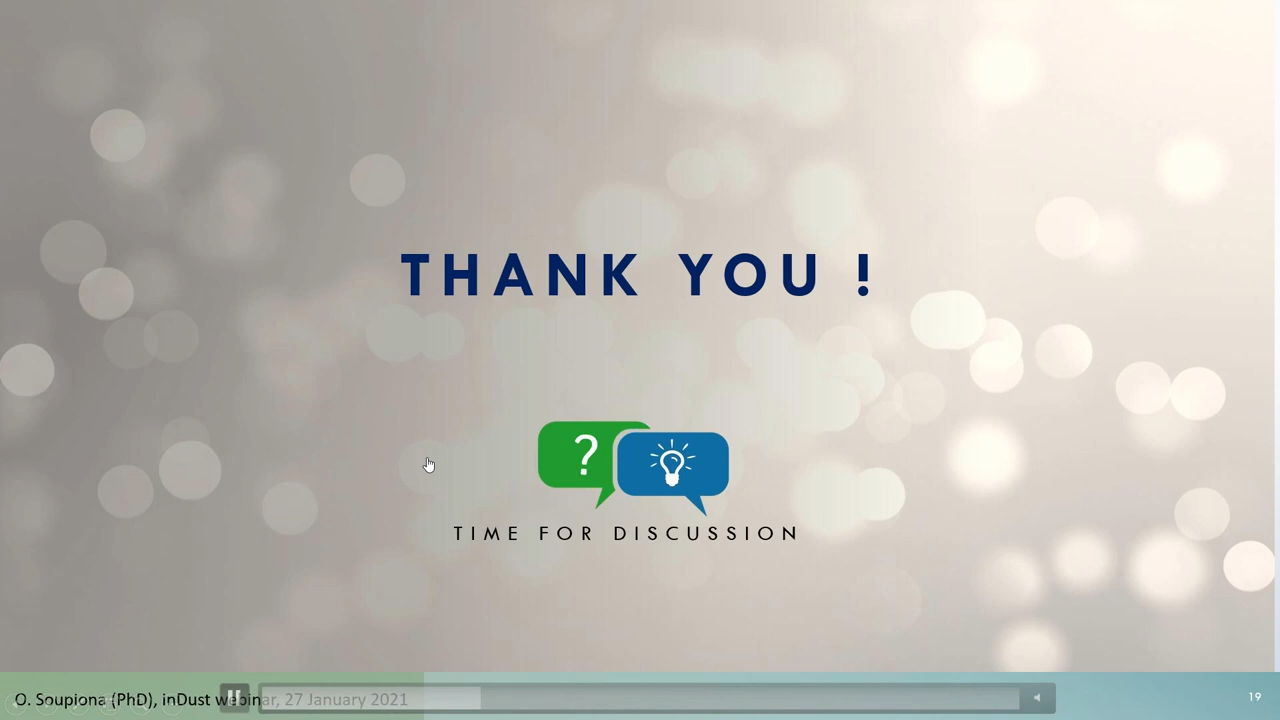 THANK YOU !
?
TIME FOR DISCUSSION
O. Soupiona (PhD), inDust webinar, 27 January 2021
19